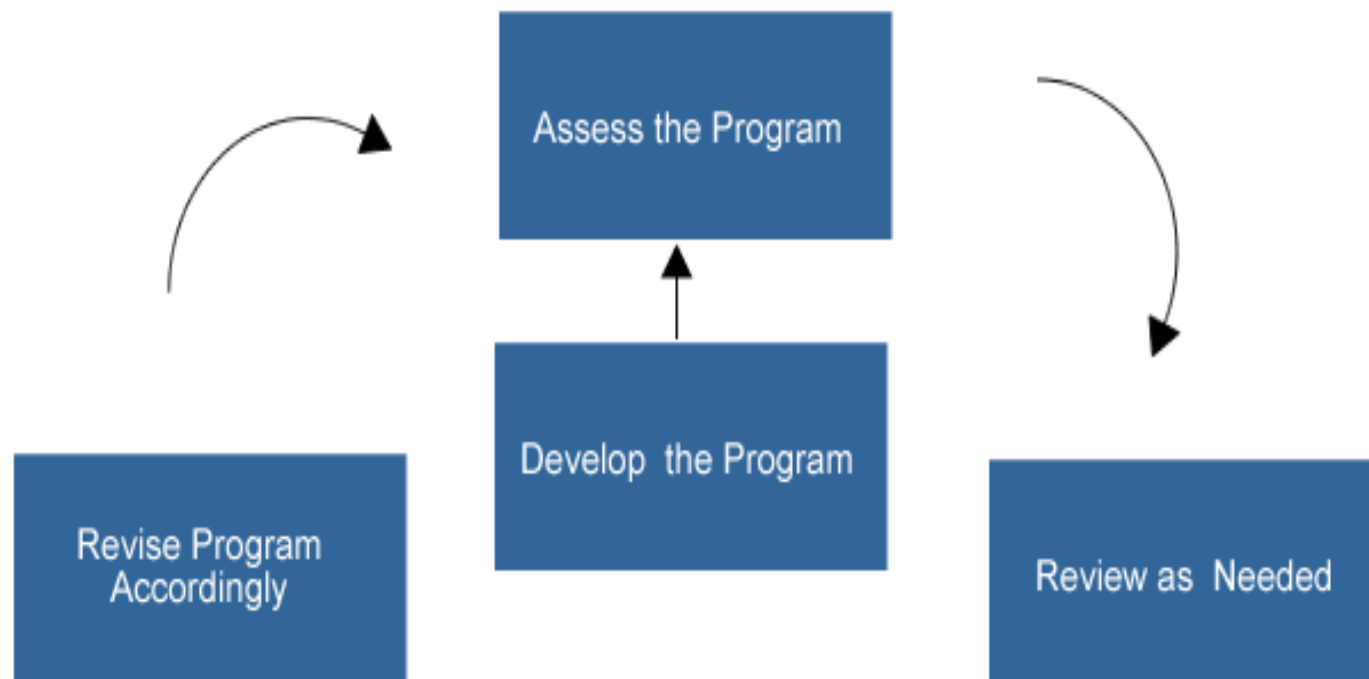 Assess the Program
Develop  the Program
Revise Program
Accordingly
Review as  Needed